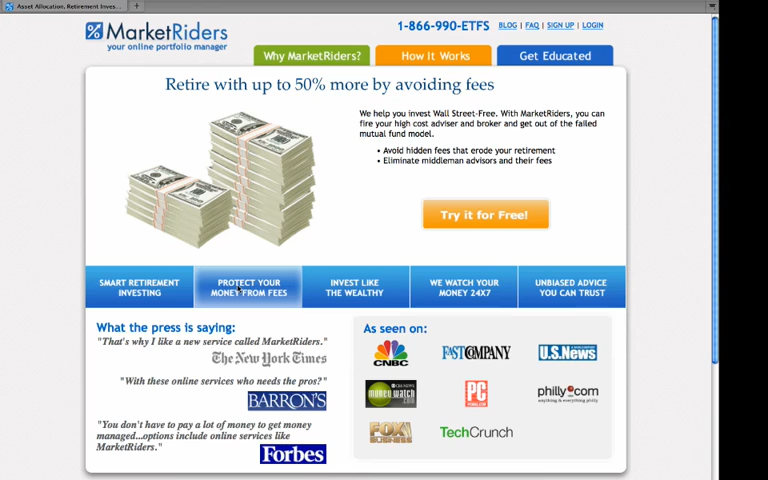 Asset Allocation, Retirement Inves...
MarketRiders
your online portfolio manager
1-866-990-ETFS
BLOG | FAQ | SIGN UP | LOGIN
Why MarketRiders?
How It Works
Get Educated
Retire with up to 50% more by avoiding fees
We help you invest Wall Street-Free. With MarketRiders, you can
fire your high cost adviser and broker and get out of the failed
mutual fund model.
• Avoid hidden fees that erode your retirement
• Eliminate middleman advisors and their fees
Try it for Free!
SMART RETIREMENT
INVESTING
PROTECT YOUR
MONEY FROM FEES
INVEST LIKE
THE WEALTHY
WE WATCH YOUR
MONEY 24X7
UNBIASED ADVICE
YOU CAN TRUST
What the press is saying:
"That's why I like a new service called MarketRiders."
The New York Times
"With these online services who needs the pros?"
BARRON'S
"You don't have to pay a lot of money to get money
managed...options include online services like
MarketRiders."
Forbes
As seen on:
CNBC
FAST COMPANY
U.S.News
money watch
.com
PC
philly.com
anything & everything philly
FOX
BUSINESS
TechCrunch